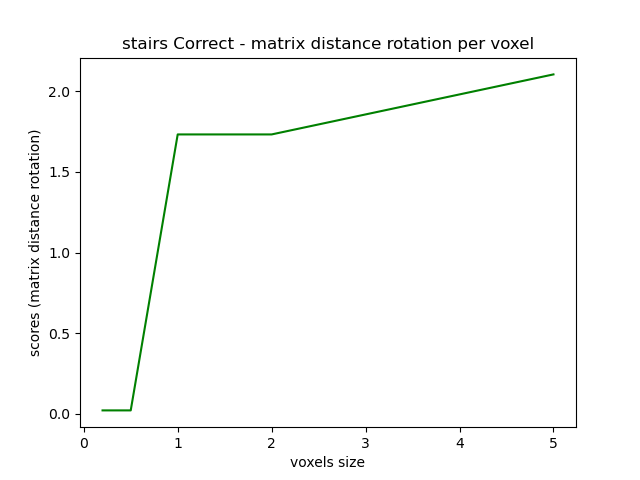 stairs Correct - matrix distance rotation per voxel
scores (matrix distance rotation)
2.0
1.5
1.0
0.5
0.0
0 1 2 3 4 5
voxels size